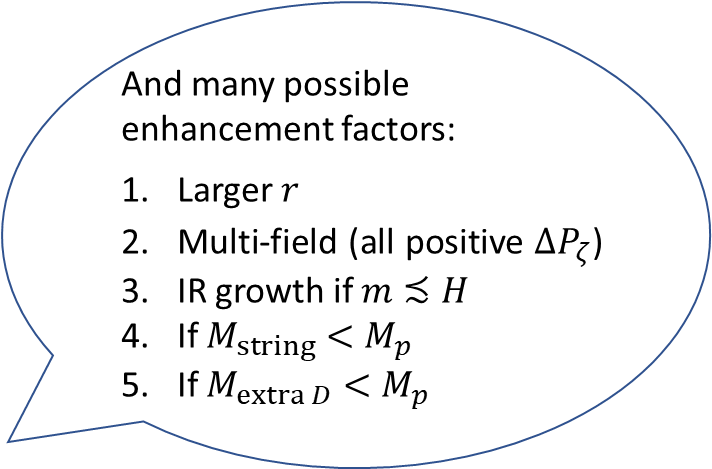 And many possible
enhancement factors:
1. Larger r
2. Multi-field (all positive ΔP_ζ)
3. IR growth if m ⪝ H
4. If M_string < M_p
5. If M_extra D < M_p